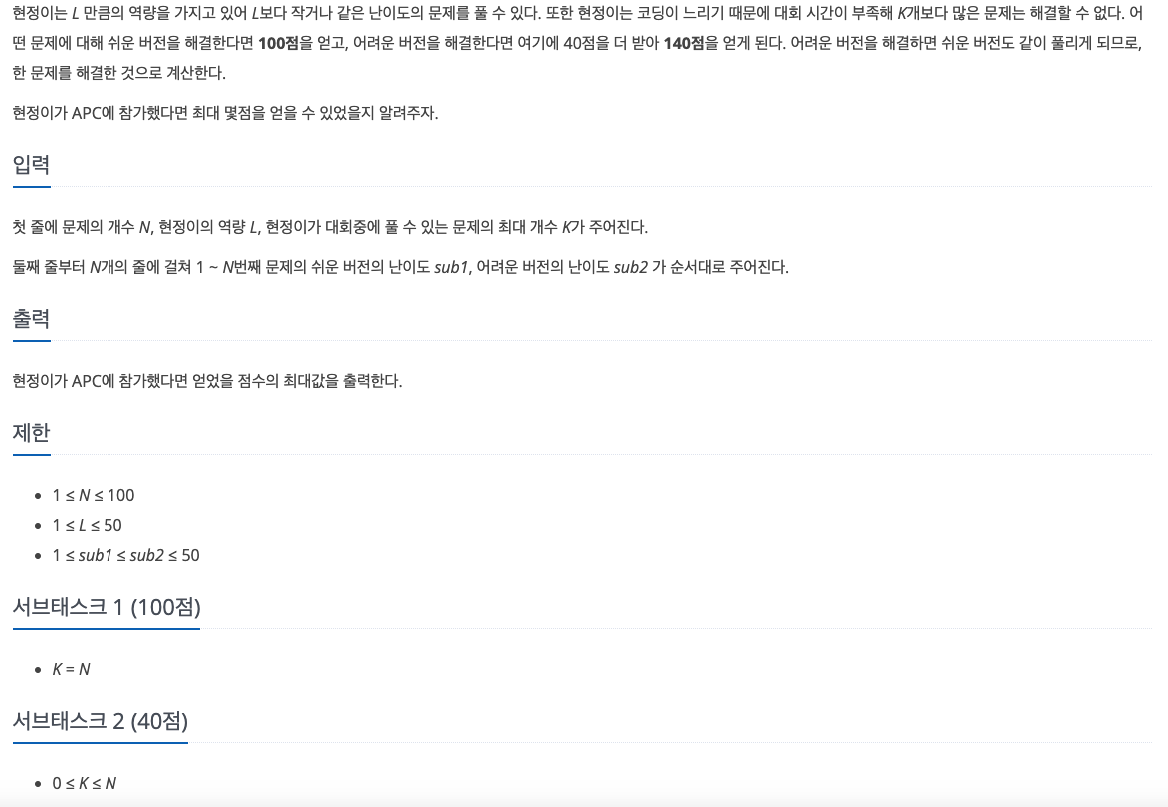 현정이는 L 만큼의 역량을 가지고 있어 L보다 작거나 같은 난이도의 문제를 풀 수 있다. 또한 현정이는 코딩이 느리기 때문에 대회 시간이 부족해 K개보다 많은 문제는 해결할 수 없다. 어
떤 문제에 대해 쉬운 버전을 해결한다면 100점을 얻고, 어려운 버전을 해결한다면 여기에 40점을 더 받아 140점을 얻게 된다. 어려운 버전을 해결하면 쉬운 버전도 같이 풀리게 되므로,
한 문제를 해결한 것으로 계산한다.
현정이가 APC에 참가했다면 최대 몇점을 얻을 수 있었을지 알려주자.
입력
첫 줄에 문제의 개수 N, 현정이의 역량 L, 현정이가 대회중에 풀 수 있는 문제의 최대 개수 K가 주어진다.
둘째 줄부터 N개의 줄에 걸쳐 1 ~ N번째 문제의 쉬운 버전의 난이도 sub1, 어려운 버전의 난이도 sub2 가 순서대로 주어진다.
출력
현정이가 APC에 참가했다면 얻었을 점수의 최대값을 출력한다.
제한
• 1 ≤ N ≤ 100
• 1 ≤ L ≤ 50
• 1 ≤ sub1 ≤ sub2 ≤ 50
서브태스크 1 (100점)
• K = N
서브태스크 2 (40점)
• 0 ≤ K ≤ N